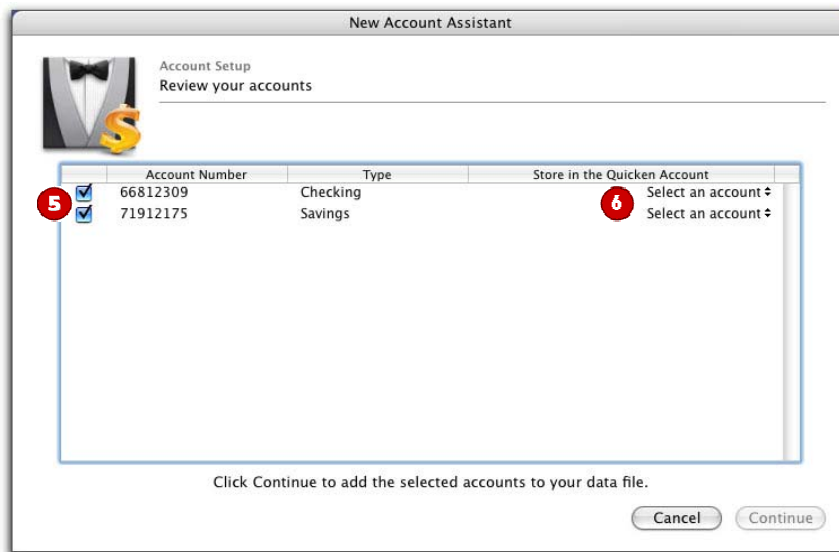 New Account Assistant
Account Setup
Review your accounts
Account Number Type Store in the Quicken Account
5 66812309 Checking 6 Select an account
71912175 Savings Select an account
Click Continue to add the selected accounts to your data file.
Cancel Continue